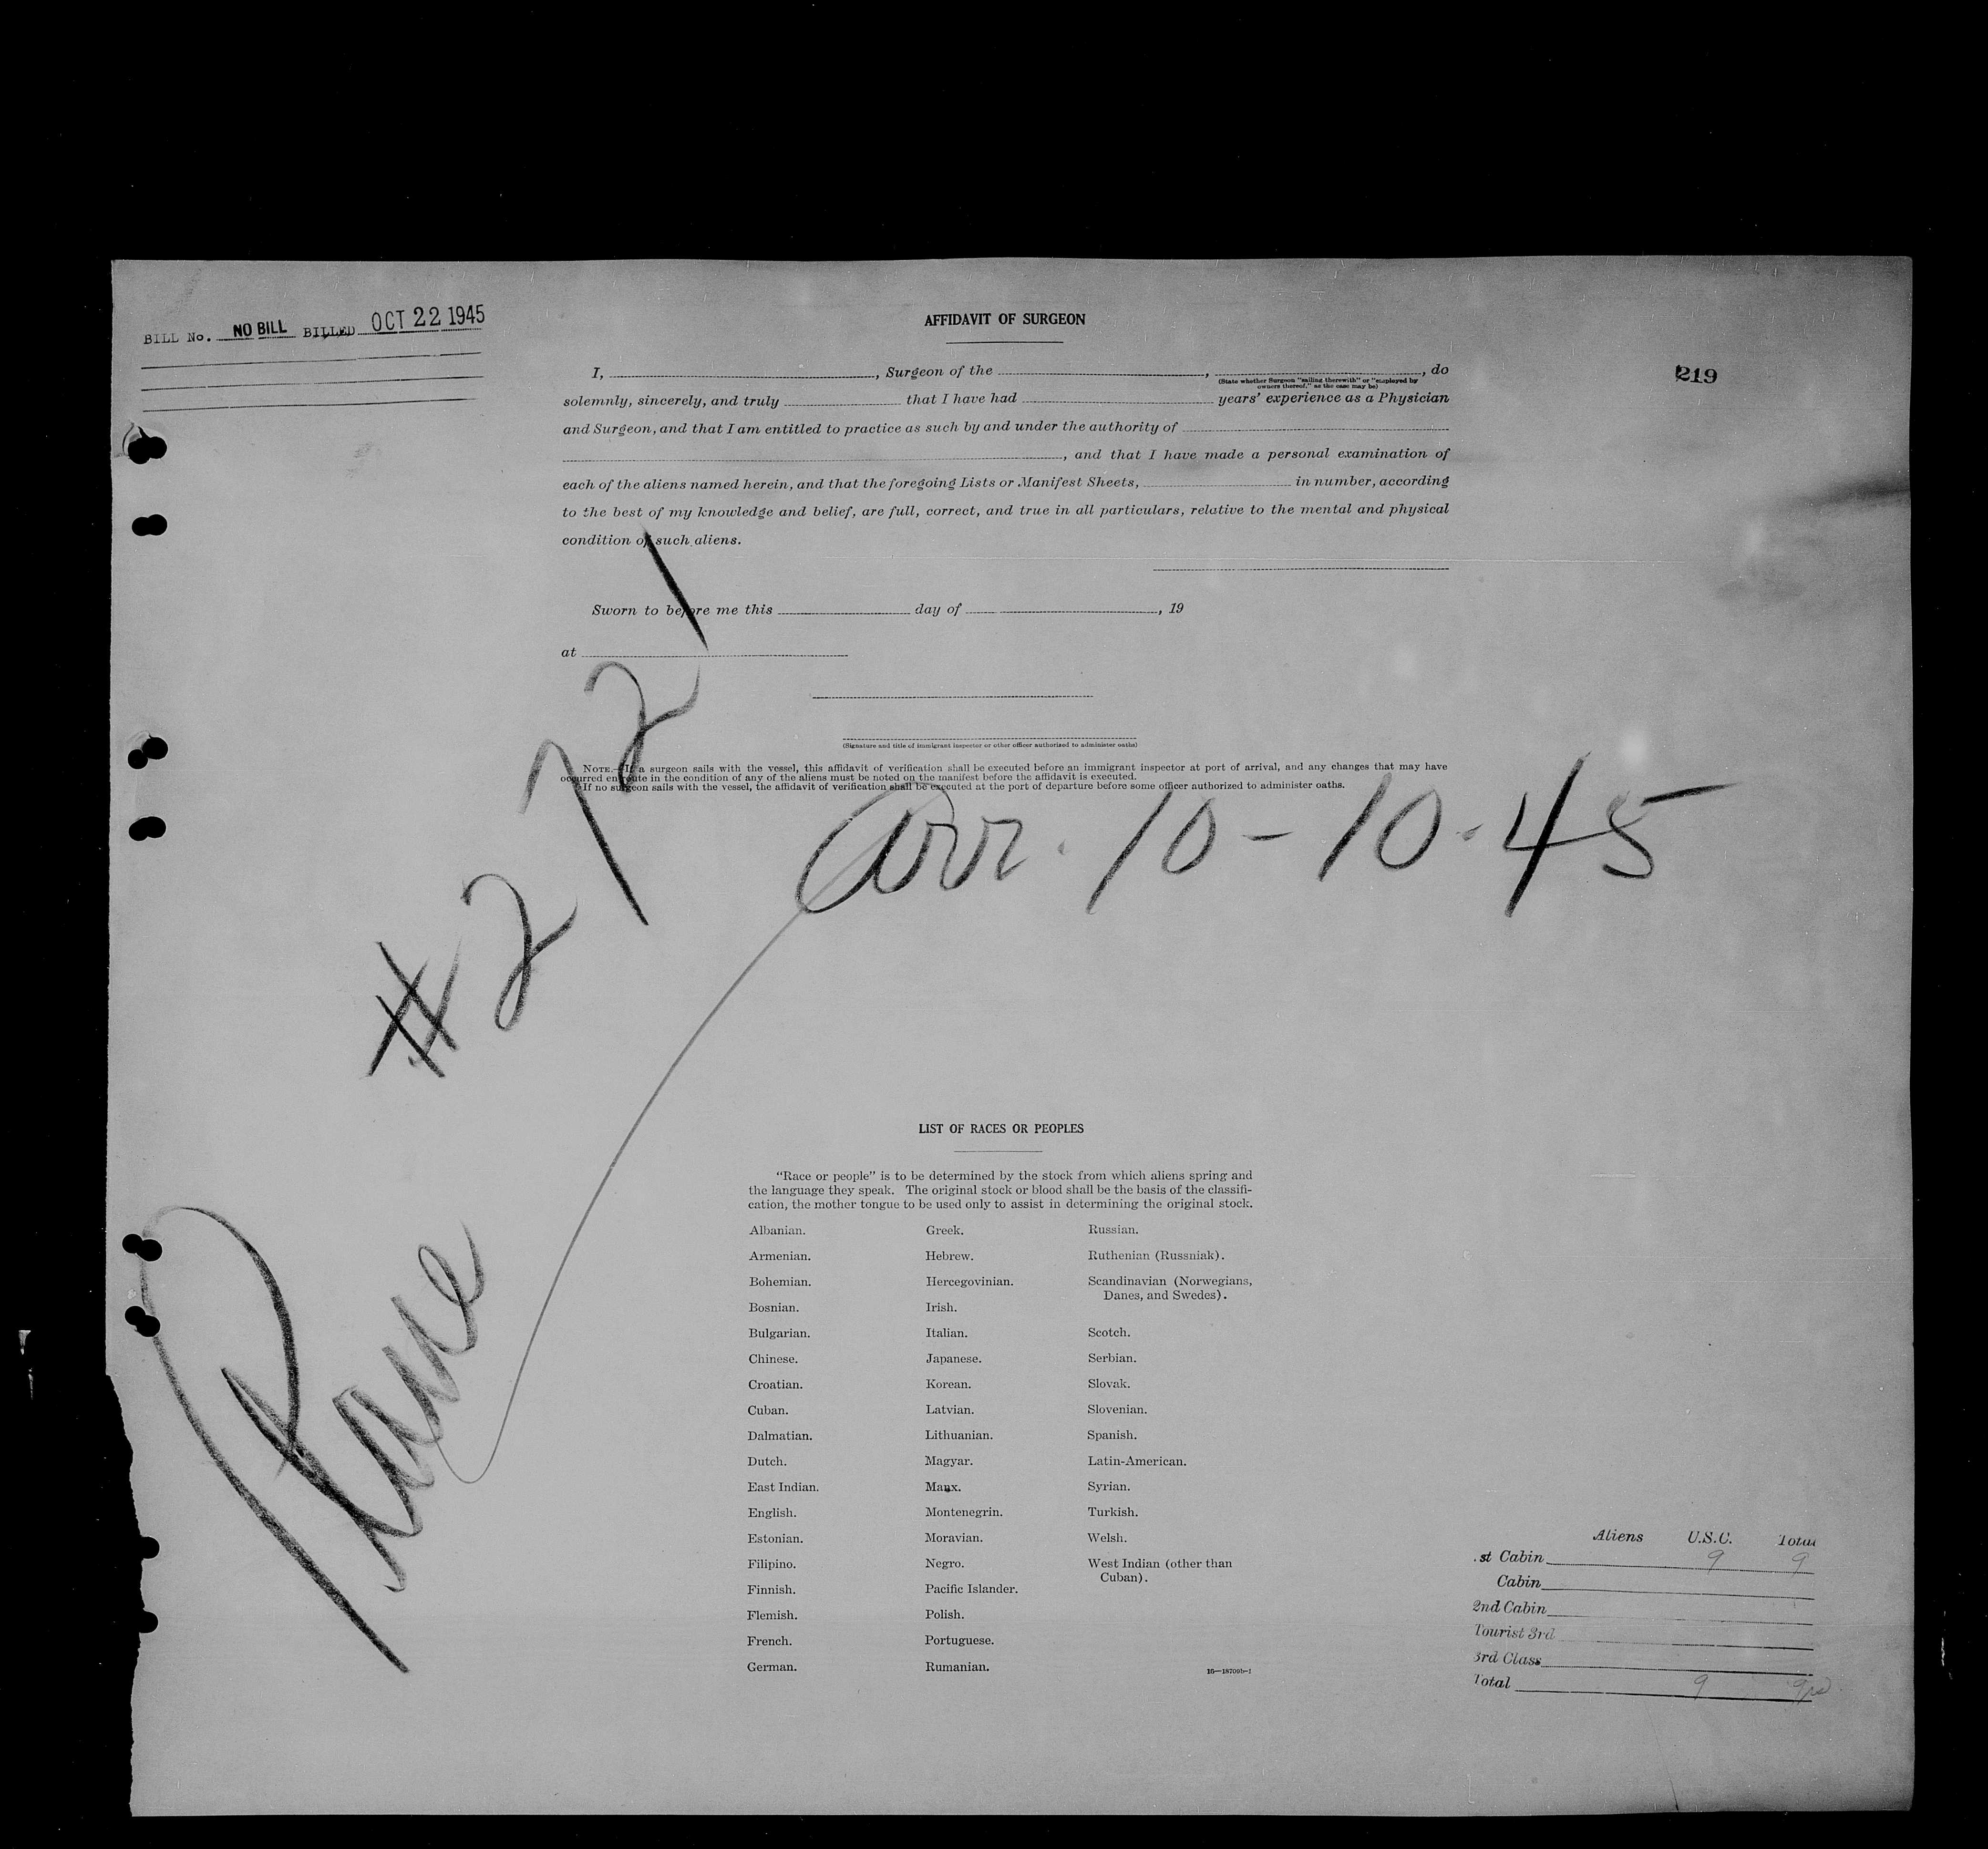 BILL No. NO BILL BILLED OCT 22 1945
219
AFFIDAVIT OF SURGEON
I, , Surgeon of the , , do
(State whether Surgeon "sailing therewith" or "employed by
owners thereof," as the case may be)
solemnly, sincerely, and truly that I have had years' experience as a Physician
and Surgeon, and that I am entitled to practice as such by and under the authority of
, and that I have made a personal examination of
each of the aliens named herein, and that the foregoing Lists or Manifest Sheets, in number, according
to the best of my knowledge and belief, are full, correct, and true in all particulars, relative to the mental and physical
condition of such aliens.
Sworn to before me this day of , 19
at
(Signature and title of immigrant inspector or other officer authorized to administer oaths)
NOTE.—If a surgeon sails with the vessel, this affidavit of verification shall be executed before an immigrant inspector at port of arrival, and any changes that may have
occurred en route in the condition of any of the aliens must be noted on the manifest before the affidavit is executed.
If no surgeon sails with the vessel, the affidavit of verification shall be executed at the port of departure before some officer authorized to administer oaths.
Plane #2721
Arr. 10-10-45
LIST OF RACES OR PEOPLES
"Race or people" is to be determined by the stock from which aliens spring and
the language they speak. The original stock or blood shall be the basis of the classifi-
cation, the mother tongue to be used only to assist in determining the original stock.
Albanian.
Armenian.
Bohemian.
Bosnian.
Bulgarian.
Chinese.
Croatian.
Cuban.
Dalmatian.
Dutch.
East Indian.
English.
Estonian.
Filipino.
Finnish.
Flemish.
French.
German.
Greek.
Hebrew.
Hercegovinian.
Irish.
Italian.
Japanese.
Korean.
Latvian.
Lithuanian.
Magyar.
Manx.
Montenegrin.
Moravian.
Negro.
Pacific Islander.
Polish.
Portuguese.
Rumanian.
Russian.
Ruthenian (Russniak).
Scandinavian (Norwegians,
Danes, and Swedes).
Scotch.
Serbian.
Slovak.
Slovenian.
Spanish.
Latin-American.
Syrian.
Turkish.
Welsh.
West Indian (other than
Cuban).
16—18700b-1
Aliens U.S.C. Total
st Cabin 9 9
Cabin
2nd Cabin
Tourist 3rd
3rd Class
Total 9 9